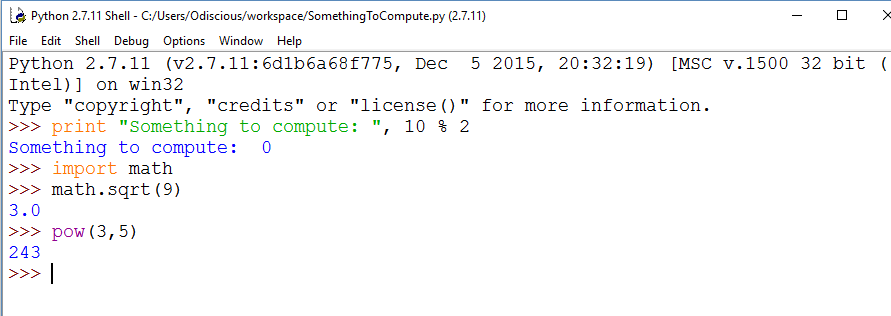 Python 2.7.11 Shell - C:/Users/Odiscious/workspace/SomethingToCompute.py (2.7.11)
File Edit Shell Debug Options Window Help
Python 2.7.11 (v2.7.11:6d1b6a68f775, Dec  5 2015, 20:32:19) [MSC v.1500 32 bit (
Intel)] on win32
Type "copyright", "credits" or "license()" for more information.
>>> print "Something to compute: ", 10 % 2
Something to compute:  0
>>> import math
>>> math.sqrt(9)
3.0
>>> pow(3,5)
243
>>>